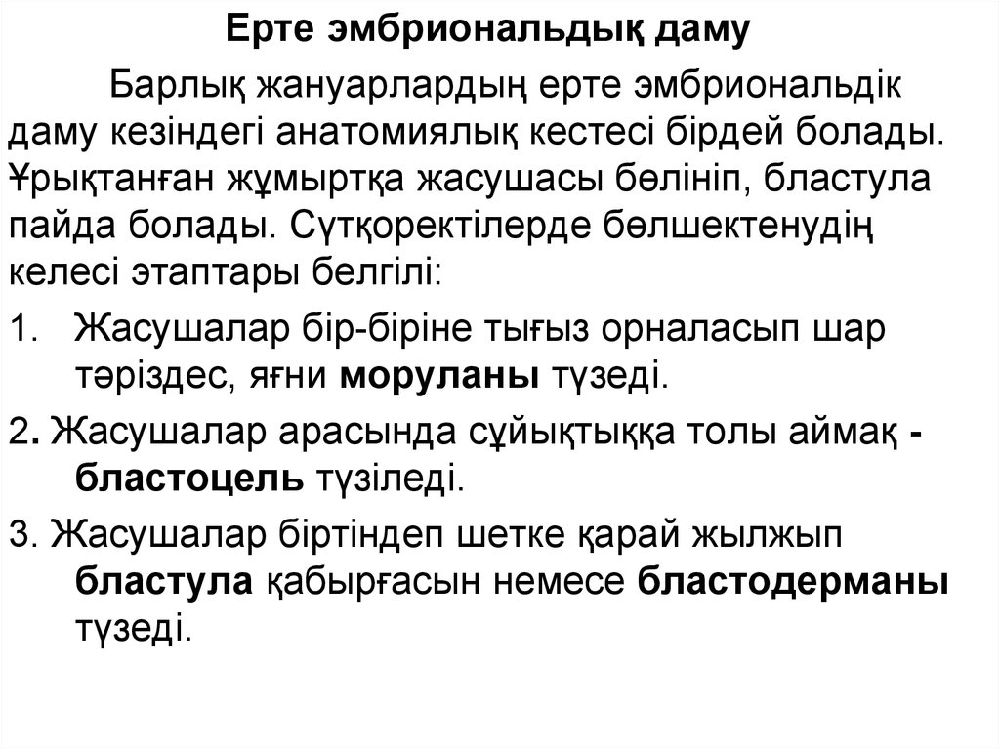 Ерте эмбриональдық даму
Барлық жануарлардың ерте эмбриональдік
даму кезіндегі анатомиялық кестесі бірдей болады.
Ұрықтанған жұмыртқа жасушасы бөлініп, бластула
пайда болады. Сүтқоректілерде бөлшектенудің
келесі этаптары белгілі:
1. Жасушалар бір-біріне тығыз орналасып шар
тәріздес, яғни моруланы түзеді.
2. Жасушалар арасында сұйықтыққа толы аймақ -
бластоцель түзіледі.
3. Жасушалар біртіндеп шетке қарай жылжып
бластула қабырғасын немесе бластодерманы
түзеді.